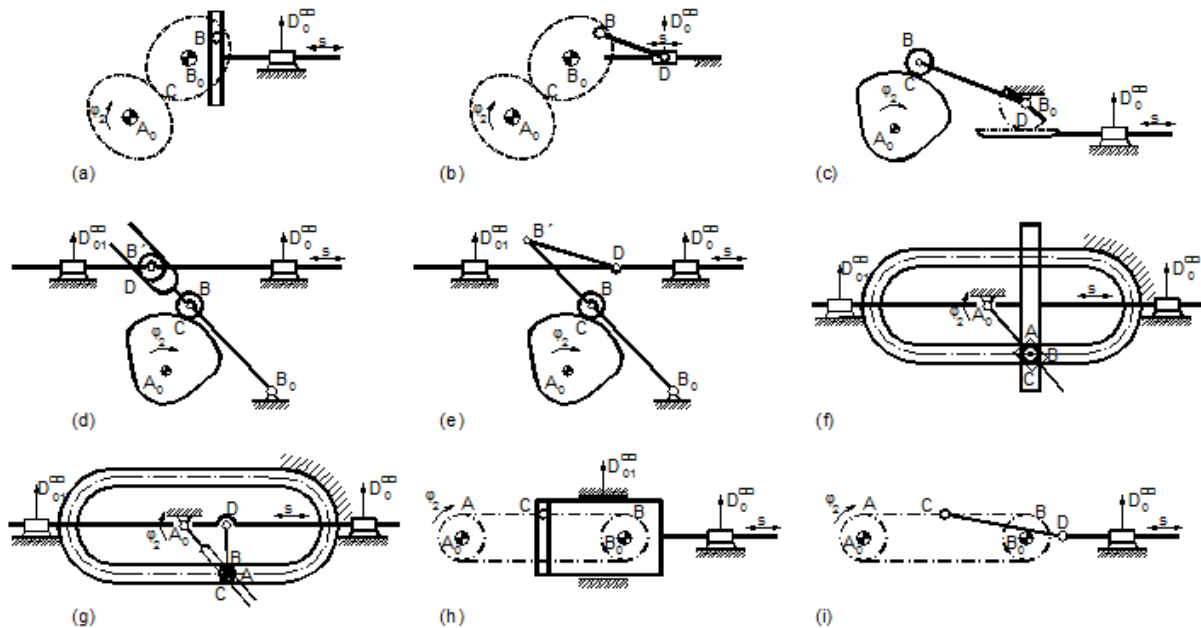 B D₀ s
B₀
C
φ₂
A₀
(a)
B D₀ s
B₀ D
C
φ₂
A₀
(b)
B
C
φ₂
A₀
B₀
D
D₀ s
(c)
D₀₁ B´ D₀ s
D
B
C
φ₂
A₀
B₀
(d)
D₀₁ B´ D₀ s
D
B
C
φ₂
A₀
B₀
(e)
D₀₁ s D₀
φ₂ A₀
A
B
C
(f)
D₀₁ D s D₀
φ₂ A₀
B
A
C
(g)
D₀₁
φ₂ A C B D₀ s
A₀ B₀
(h)
φ₂ A C B D₀ s
D
A₀ B₀
(i)